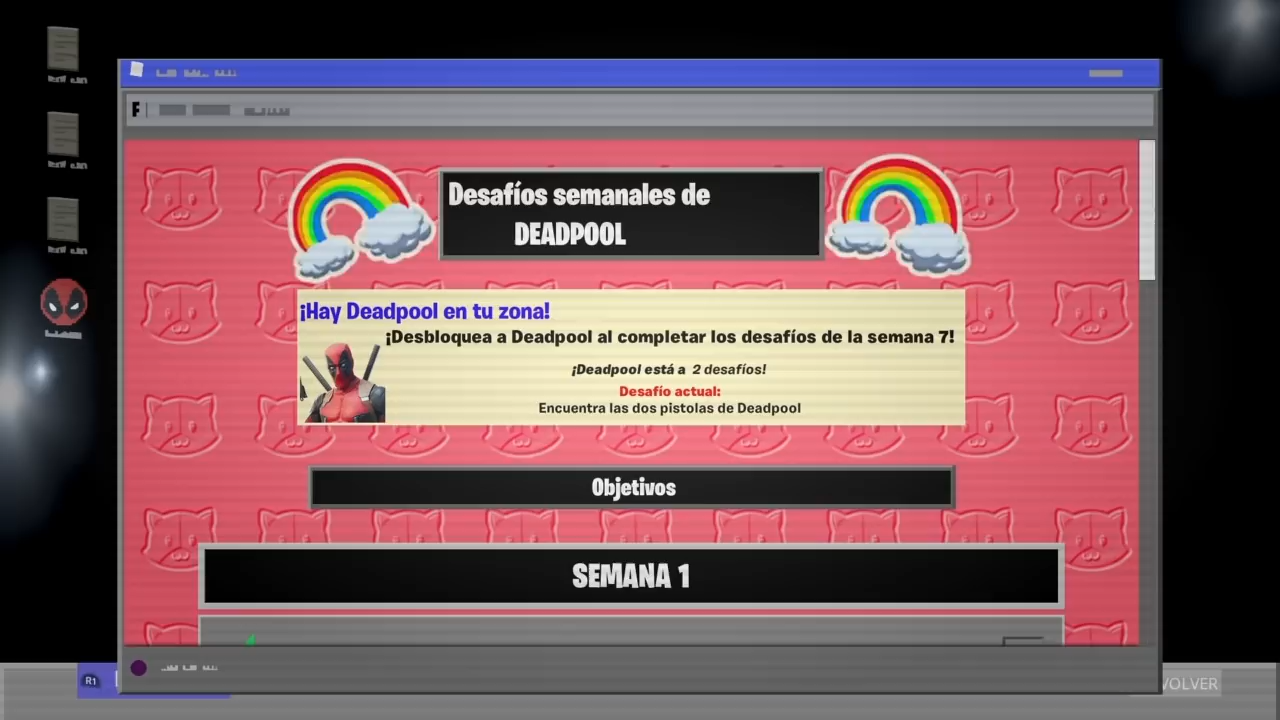 F
Desafíos semanales de
DEADPOOL
¡Hay Deadpool en tu zona!
¡Desbloquea a Deadpool al completar los desafíos de la semana 7!
¡Deadpool está a 2 desafíos!
Desafío actual:
Encuentra las dos pistolas de Deadpool
Objetivos
SEMANA 1
R1
VOLVER